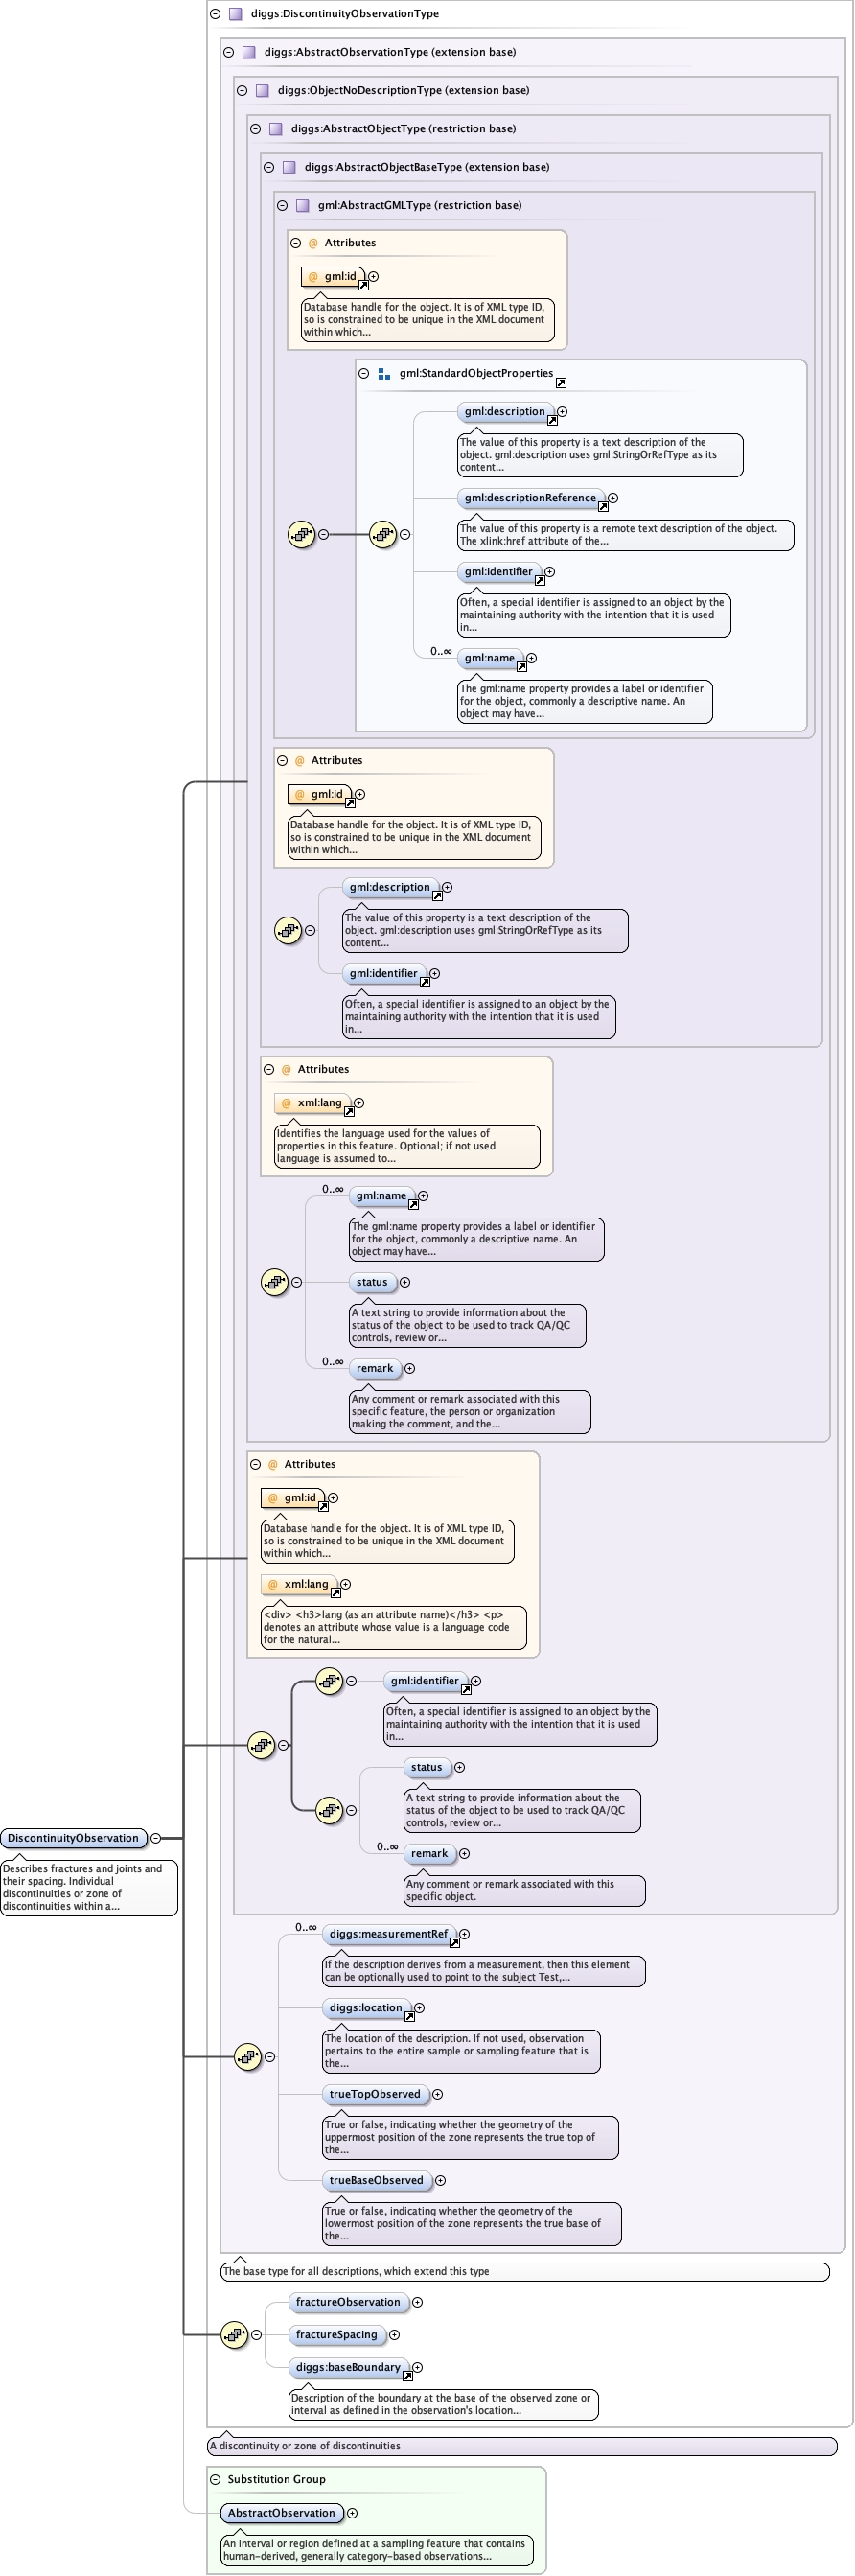 diggs:DiscontinuityObservationType
diggs:AbstractObservationType (extension base)
diggs:ObjectNoDescriptionType (extension base)
diggs:AbstractObjectType (restriction base)
diggs:AbstractObjectBaseType (extension base)
gml:AbstractGMLType (restriction base)
@ Attributes
@ gml:id
Database handle for the object. It is of XML type ID,
so is constrained to be unique in the XML document
within which...
gml:StandardObjectProperties
gml:description
The value of this property is a text description of the
object. gml:description uses gml:StringOrRefType as its
content...
gml:descriptionReference
The value of this property is a remote text description of the object.
The xlink:href attribute of the...
gml:identifier
Often, a special identifier is assigned to an object by the
maintaining authority with the intention that it is used
in...
0..∞
gml:name
The gml:name property provides a label or identifier
for the object, commonly a descriptive name. An
object may have...
@ Attributes
@ gml:id
Database handle for the object. It is of XML type ID,
so is constrained to be unique in the XML document
within which...
gml:description
The value of this property is a text description of the
object. gml:description uses gml:StringOrRefType as its
content...
gml:identifier
Often, a special identifier is assigned to an object by the
maintaining authority with the intention that it is used
in...
@ Attributes
@ xml:lang
Identifies the language used for the values of
properties in this feature. Optional; if not used
language is assumed to...
0..∞
gml:name
The gml:name property provides a label or identifier
for the object, commonly a descriptive name. An
object may have...
status
A text string to provide information about the
status of the object to be used to track QA/QC
controls, review or...
0..∞
remark
Any comment or remark associated with this
specific feature, the person or organization
making the comment, and the...
@ Attributes
@ gml:id
Database handle for the object. It is of XML type ID,
so is constrained to be unique in the XML document
within which...
@ xml:lang
<div> <h3>lang (as an attribute name)</h3> <p>
denotes an attribute whose value is a language code
for the natural...
gml:identifier
Often, a special identifier is assigned to an object by the
maintaining authority with the intention that it is used
in...
status
A text string to provide information about the
status of the object to be used to track QA/QC
controls, review or...
0..∞
remark
Any comment or remark associated with this
specific object.
DiscontinuityObservation
Describes fractures and joints and
their spacing. Individual
discontinuities or zone of
discontinuities within a...
0..∞
diggs:measurementRef
If the description derives from a measurement, then this element
can be optionally used to point to the subject Test,...
diggs:location
The location of the description. If not used, observation
pertains to the entire sample or sampling feature that is
the...
trueTopObserved
True or false, indicating whether the geometry of the
uppermost position of the zone represents the true top of
the...
trueBaseObserved
True or false, indicating whether the geometry of the
lowermost position of the zone represents the true base of
the...
The base type for all descriptions, which extend this type
fractureObservation
fractureSpacing
diggs:baseBoundary
Description of the boundary at the base of the observed zone or
interval as defined in the observation's location...
A discontinuity or zone of discontinuities
Substitution Group
AbstractObservation
An interval or region defined at a sampling feature that contains
human-derived, generally category-based observations...